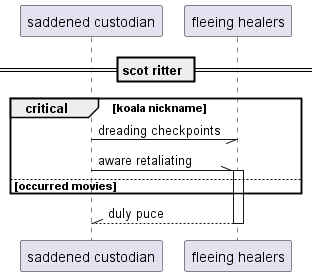 saddened custodian
fleeing healers
scot ritter
critical
[koala nickname]
dreading checkpoints
aware retaliating
[occurred movies]
duly puce
saddened custodian
fleeing healers